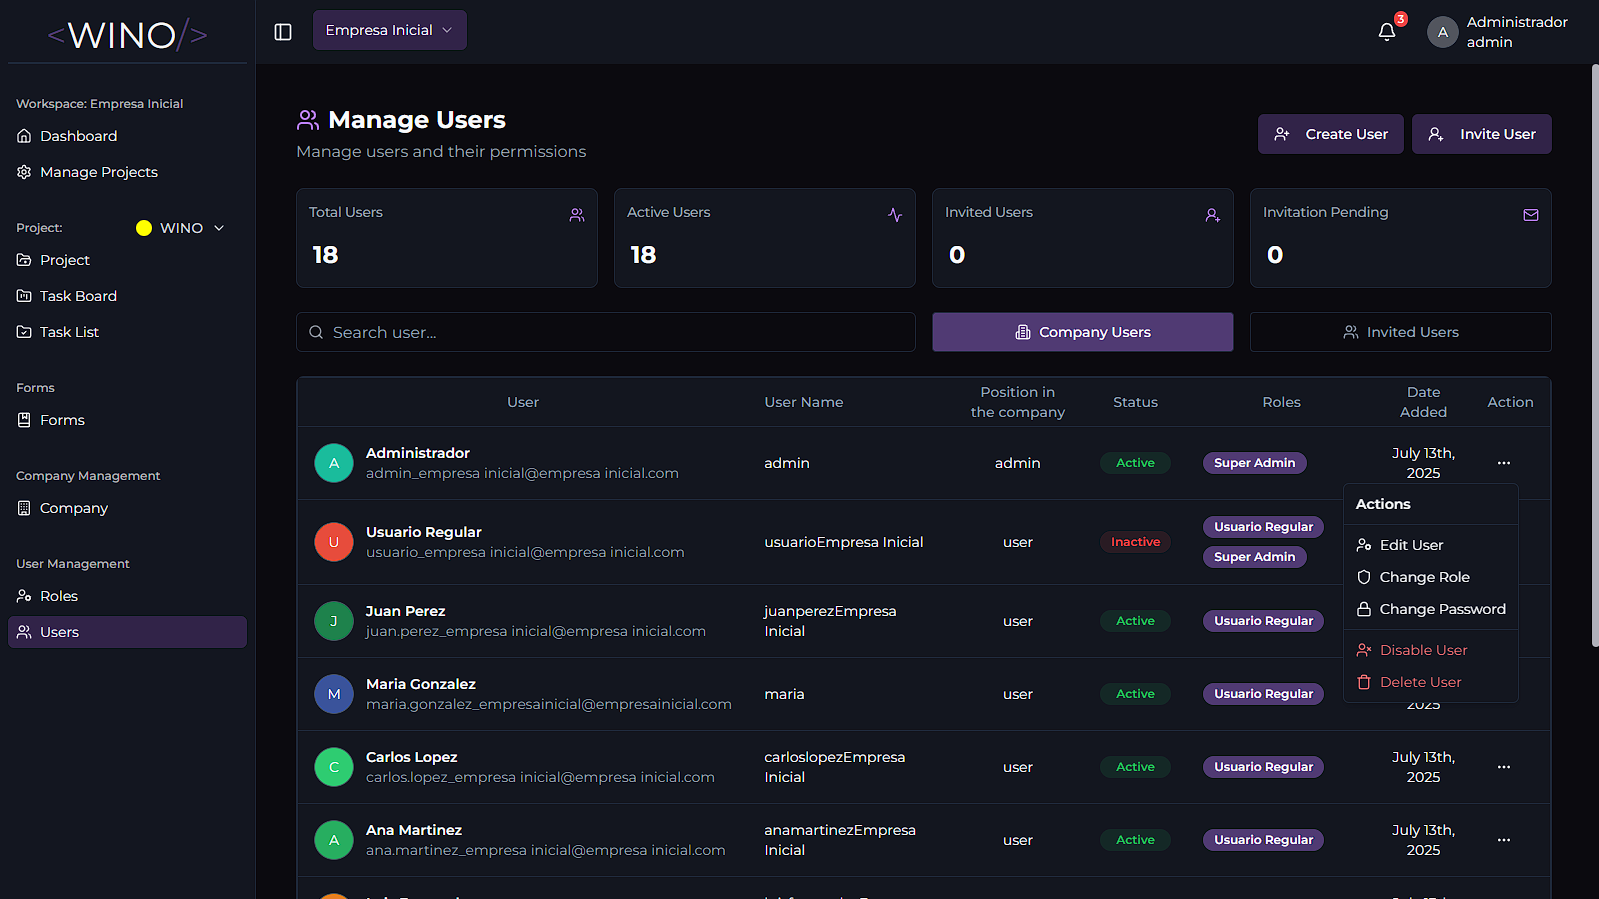 <WINO/>
Empresa Inicial
3
A
Administrador
admin
Workspace: Empresa Inicial
Dashboard
Manage Projects
Project:
WINO
Project
Task Board
Task List
Forms
Forms
Company Management
Company
User Management
Roles
Users
Manage Users
Manage users and their permissions
Create User
Invite User
Total Users
18
Active Users
18
Invited Users
0
Invitation Pending
0
Search user...
Company Users
Invited Users
User
User Name
Position in
the company
Status
Roles
Date
Added
Action
A
Administrador
admin_empresa inicial@empresa inicial.com
admin
admin
Active
Super Admin
July 13th,
2025
U
Usuario Regular
usuario_empresa inicial@empresa inicial.com
usuarioEmpresa Inicial
user
Inactive
Usuario Regular
Super Admin
J
Juan Perez
juan.perez_empresa inicial@empresa inicial.com
juanperezEmpresa
Inicial
user
Active
Usuario Regular
M
Maria Gonzalez
maria.gonzalez_empresainicial@empresainicial.com
maria
user
Active
Usuario Regular
2025
Actions
Edit User
Change Role
Change Password
Disable User
Delete User
C
Carlos Lopez
carlos.lopez_empresa inicial@empresa inicial.com
carloslopezEmpresa
Inicial
user
Active
Usuario Regular
July 13th,
2025
A
Ana Martinez
ana.martinez_empresa inicial@empresa inicial.com
anamartinezEmpresa
Inicial
user
Active
Usuario Regular
July 13th,
2025